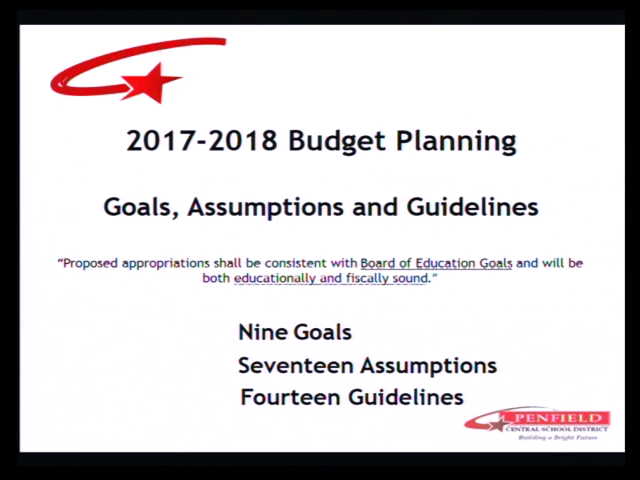 2017-2018 Budget Planning
Goals, Assumptions and Guidelines
“Proposed appropriations shall be consistent with Board of Education Goals and will be
both educationally and fiscally sound.”
Nine Goals
Seventeen Assumptions
Fourteen Guidelines
PENFIELD
CENTRAL SCHOOL DISTRICT
Building a Bright Future